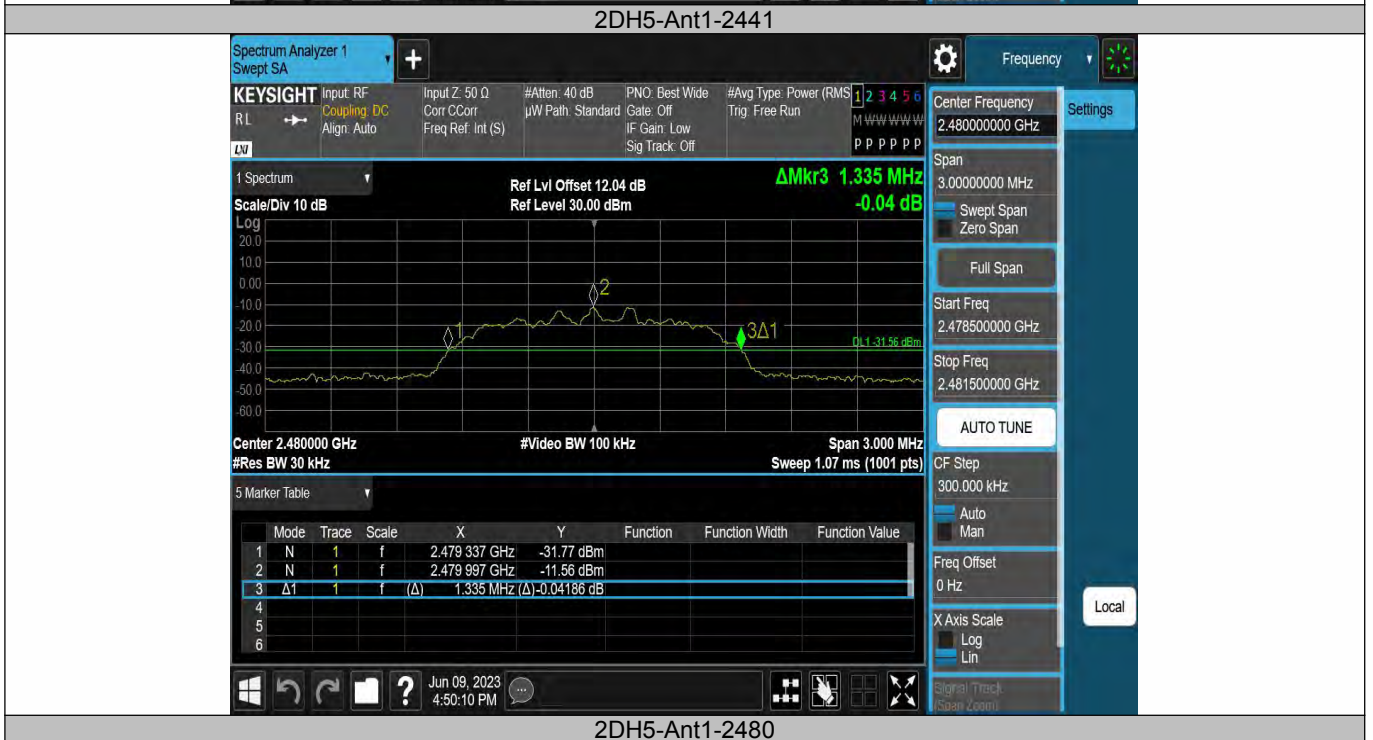 2DH5-Ant1-2441
Spectrum Analyzer 1
Swept SA
Frequency
KEYSIGHT
RL
LXI
Input: RF
Coupling: DC
Align: Auto
Input Z: 50 Ω
Corr CCorr
Freq Ref: Int (S)
#Atten: 40 dB
µW Path: Standard
PNO: Best Wide
Gate: Off
IF Gain: Low
Sig Track: Off
#Avg Type: Power (RMS
Trig: Free Run
1 2 3 4 5 6
M W W W W W
P P P P P P
Center Frequency
2.480000000 GHz
Settings
Span
3.00000000 MHz
Swept Span
Zero Span
Full Span
Start Freq
2.478500000 GHz
Stop Freq
2.481500000 GHz
AUTO TUNE
CF Step
300.000 kHz
Auto
Man
Freq Offset
0 Hz
X Axis Scale
Log
Lin
Signal Track
(Span Zoom)
Local
1 Spectrum
Scale/Div 10 dB
Ref Lvl Offset 12.04 dB
Ref Level 30.00 dBm
ΔMkr3 1.335 MHz
-0.04 dB
Log
20.0
10.0
0.00
-10.0
-20.0
-30.0
-40.0
-50.0
-60.0
1
2
3Δ1
DL1 -31.56 dBm
Center 2.480000 GHz
#Video BW 100 kHz
Span 3.000 MHz
#Res BW 30 kHz
Sweep 1.07 ms (1001 pts)
5 Marker Table
Mode Trace Scale X Y Function Function Width Function Value
1 N 1 f 2.479 337 GHz -31.77 dBm
2 N 1 f 2.479 997 GHz -11.56 dBm
3 Δ1 1 f (Δ) 1.335 MHz (Δ) -0.04186 dB
4
5
6
?
Jun 09, 2023
4:50:10 PM
2DH5-Ant1-2480